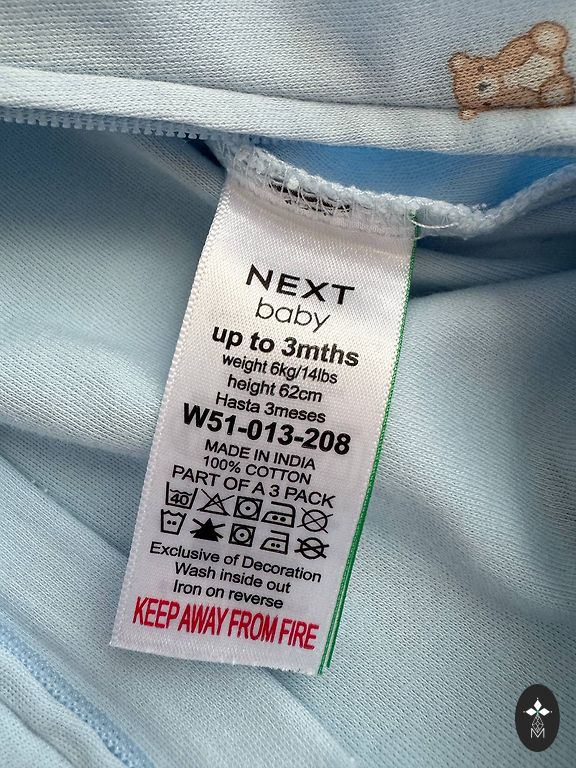 NEXT
baby
up to 3mths
weight 6kg/14lbs
height 62cm
Hasta 3meses
W51-013-208
MADE IN INDIA
100% COTTON
PART OF A 3 PACK
40
Exclusive of Decoration
Wash inside out
Iron on reverse
KEEP AWAY FROM FIRE
M